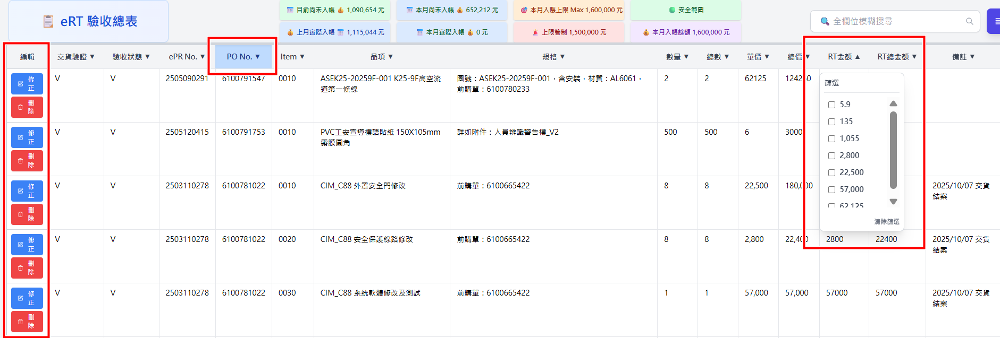 eRT 驗收總表
目前尚未入帳 1,090,654 元
本月尚未入帳 652,212 元
本月入賬上限 Max 1,600,000 元
安全範圍
上月實際入帳 1,115,044 元
本月實際入帳 0 元
上限管制 1,500,000 元
本月入帳餘額 1,600,000 元
全欄位模糊搜尋
編輯 交貨驗證 ▼ 驗收狀態 ▼ ePR No. ▼ PO No. ▼ Item ▼ 品項 ▼ 規格 ▼ 數量 ▼ 總數 ▼ 單價 ▼ 總價 ▼ RT金額 ▲ RT總金額 ▼ 備註 ▼
修正
刪除
V V 2505090291 6100791547 0010
ASEK25-20259F-001 K25-9F高空流
道第一條線
圖號：ASEK25-20259F-001，含安裝，材質：AL6061，
前購單：6100780233
2 2 62125
修正
刪除
V V 2505120415 6100791753 0010
PVC工安宣導標語貼紙 150X105mm
霧膜圓角
詳如附件：人員辨識警告標_V2
500 500 6 3000
修正
刪除
V V 2503110278 6100781022 0010
CIM_C88 外罩安全門修改
前購單：6100665422
8 8 22,500 180,000
2025/10/07 交貨
結案
修正
刪除
V V 2503110278 6100781022 0020
CIM_C88 安全保護線路修改
前購單：6100665422
8 8 2,800 22,400 2800 22400
2025/10/07 交貨
結案
修正
刪除
V V 2503110278 6100781022 0030
CIM_C88 系統軟體修改及測試
前購單：6100665422
1 1 57,000 57,000 57000 57000
2025/10/07 交貨
結案
篩選
5.9
135
1,055
2,800
22,500
57,000
62,125
清除篩選